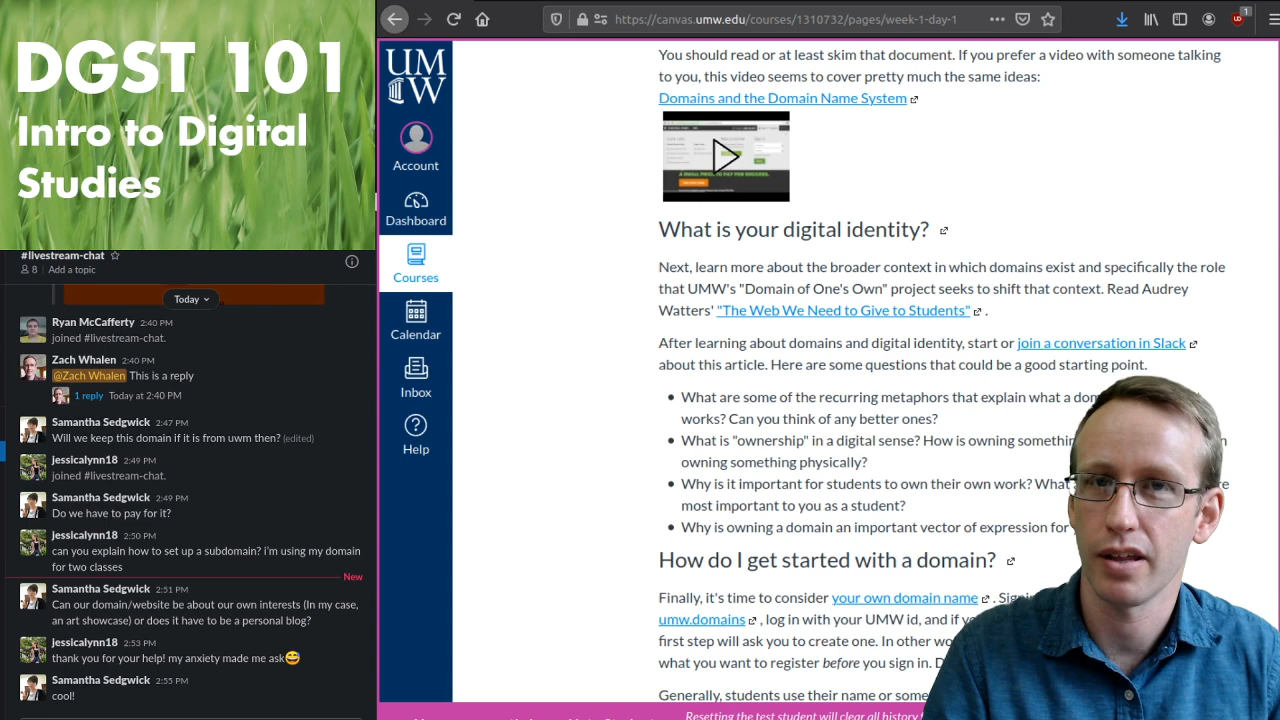 DGST 101
Intro to Digital
Studies
#livestream-chat
8 | Add a topic
Today
Ryan McCafferty 2:40 PM
joined #livestream-chat.
Zach Whalen 2:40 PM
@Zach Whalen This is a reply
1 reply Today at 2:40 PM
Samantha Sedgwick 2:47 PM
Will we keep this domain if it is from uwm then? (edited)
jessicalynn18 2:49 PM
joined #livestream-chat.
Samantha Sedgwick 2:49 PM
Do we have to pay for it?
jessicalynn18 2:50 PM
can you explain how to set up a subdomain? i'm using my domain
for two classes
New
Samantha Sedgwick 2:51 PM
Can our domain/website be about our own interests (In my case,
an art showcase) or does it have to be a personal blog?
jessicalynn18 2:53 PM
thank you for your help! my anxiety made me ask😅
Samantha Sedgwick 2:55 PM
cool!
https://canvas.umw.edu/courses/1310732/pages/week-1-day-1
1
UMW
Account
Dashboard
Courses
Calendar
Inbox
Help
You should read or at least skim that document. If you prefer a video with someone talking
to you, this video seems to cover pretty much the same ideas:
Domains and the Domain Name System
What is your digital identity?
Next, learn more about the broader context in which domains exist and specifically the role
that UMW's "Domain of One's Own" project seeks to shift that context. Read Audrey
Watters' "The Web We Need to Give to Students" .
After learning about domains and digital identity, start or join a conversation in Slack
about this article. Here are some questions that could be a good starting point.
What are some of the recurring metaphors that explain what a
works? Can you think of any better ones?
What is "ownership" in a digital sense? How is owning
owning something physically?
Why is it important for students to own their own work? What
most important to you as a student?
Why is owning a domain an important vector of expression for
How do I get started with a domain?
Finally, it's time to consider your own domain name .
umw.domains , log in with your UMW id, and if
first step will ask you to create one. In other
what you want to register before you sign in.
Generally, students use their name or
Resetting the test student will clear all history